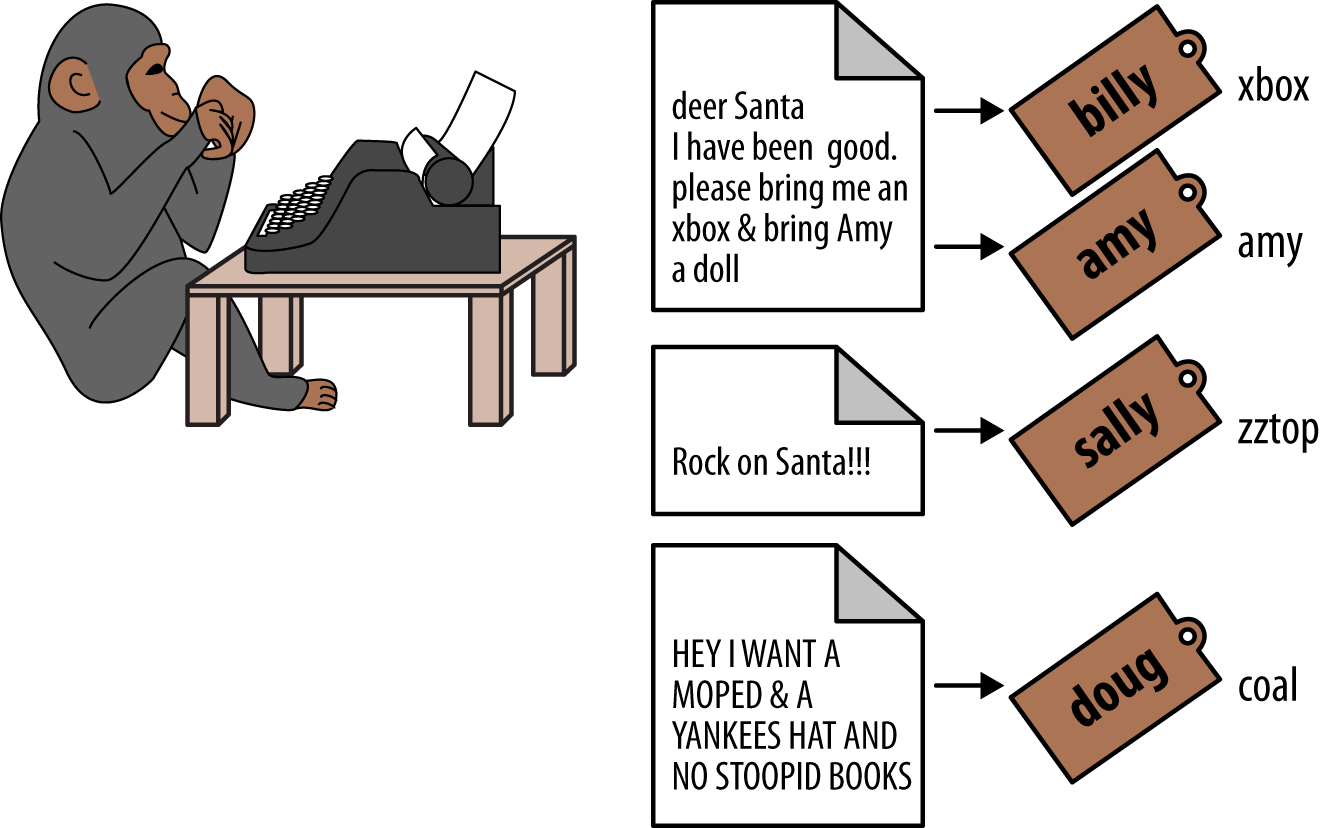 deer Santa
I have been good.
please bring me an
xbox & bring Amy
a doll
billy
xbox
amy
amy
Rock on Santa!!!
sally
zztop
HEY I WANT A
MOPED & A
YANKEES HAT AND
NO STOOPID BOOKS
doug
coal